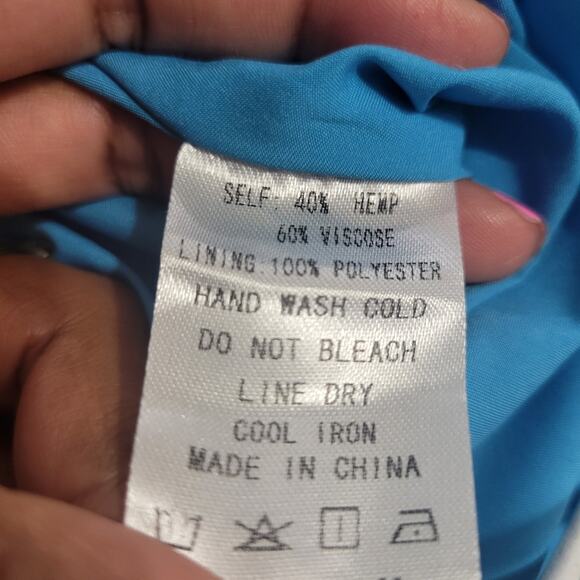 SELF: 40% HEMP
60% VISCOSE
LINING:100% POLYESTER
HAND WASH COLD
DO NOT BLEACH
LINE DRY
COOL IRON
MADE IN CHINA